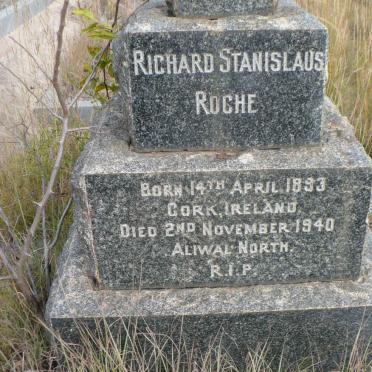 RICHARD STANISLAUS
ROCHE
BORN 14TH APRIL 1893
CORK, IRELAND
DIED 2ND NOVEMBER 1940
ALIWAL NORTH.
R.I.P.